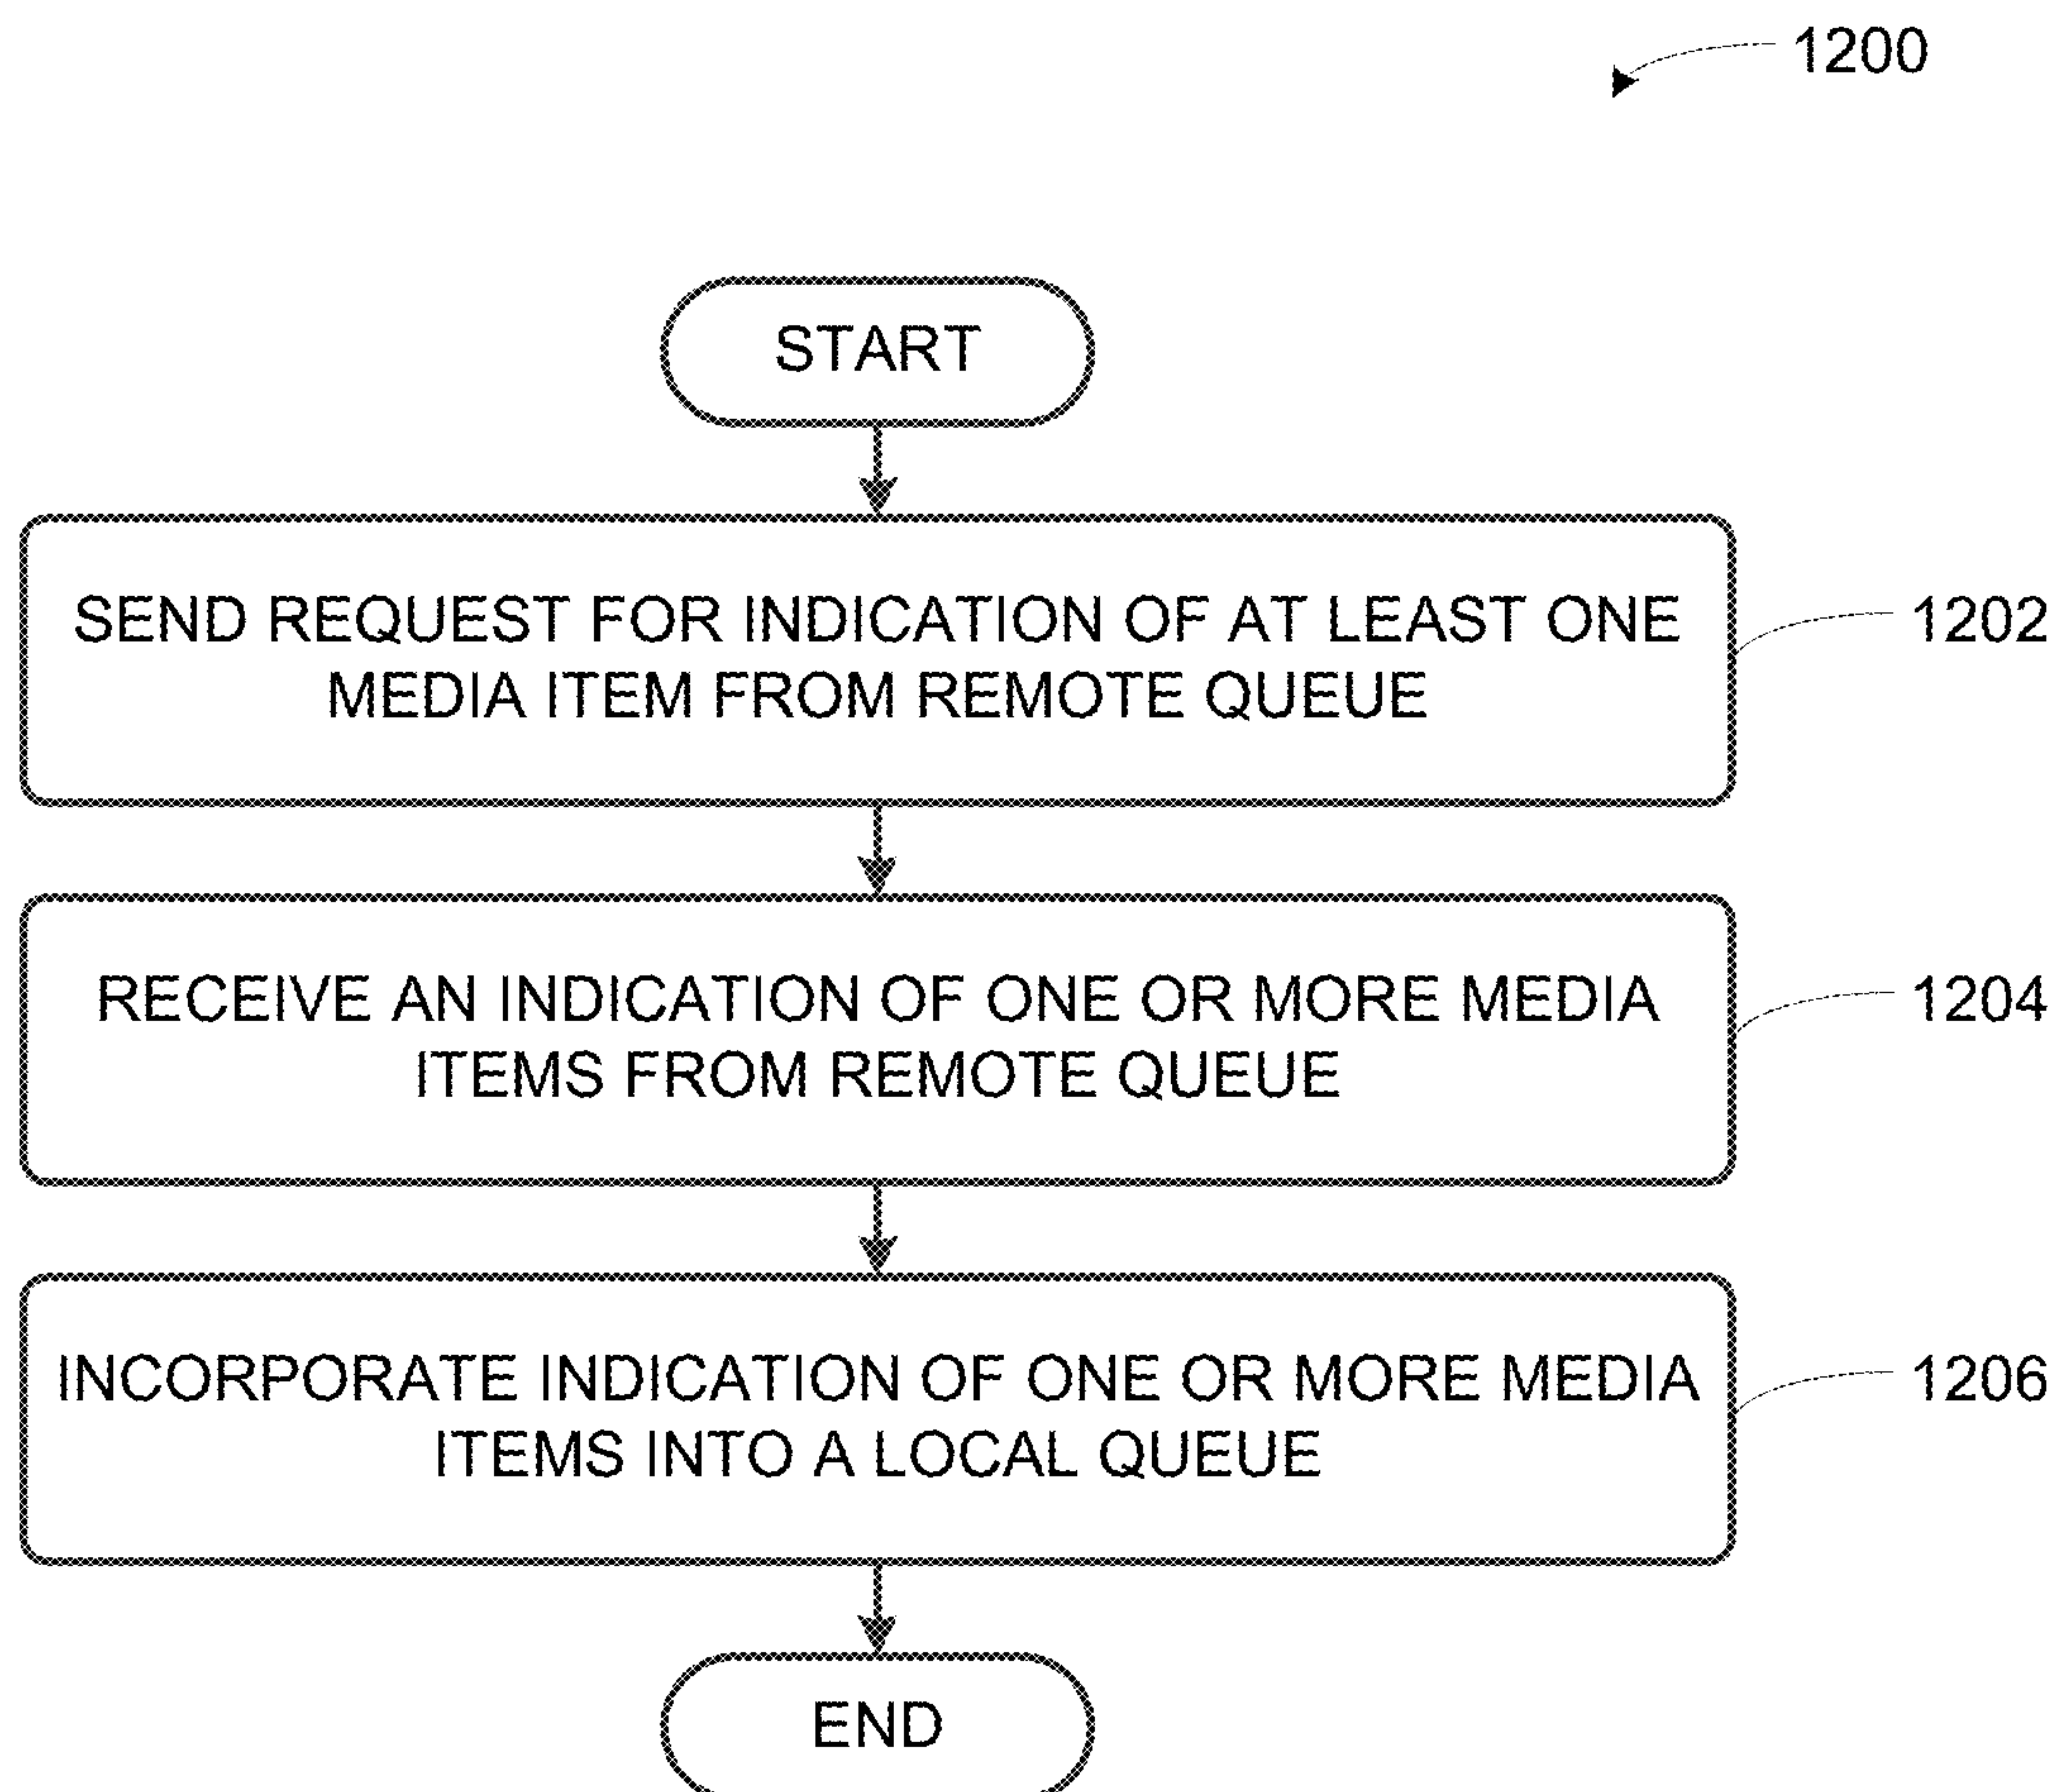 1200
START
SEND REQUEST FOR INDICATION OF AT LEAST ONE
MEDIA ITEM FROM REMOTE QUEUE
1202
RECEIVE AN INDICATION OF ONE OR MORE MEDIA
ITEMS FROM REMOTE QUEUE
1204
INCORPORATE INDICATION OF ONE OR MORE MEDIA
ITEMS INTO A LOCAL QUEUE
1206
END